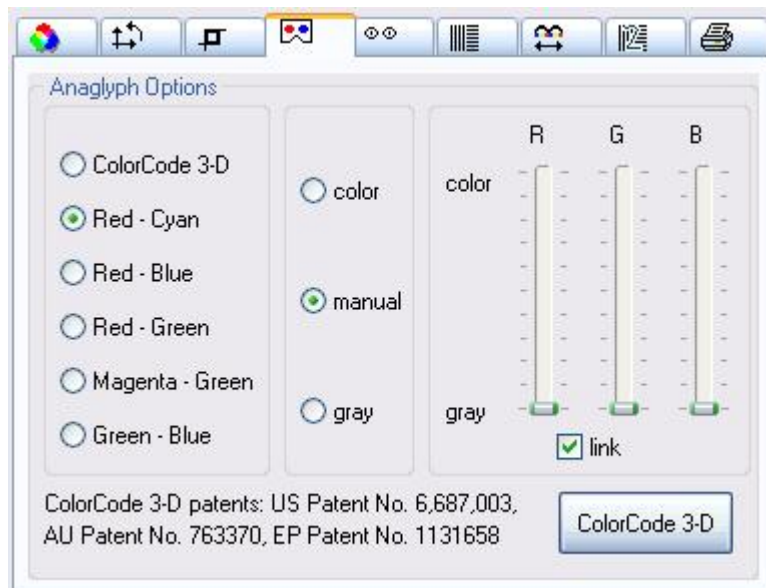 Anaglyph Options
ColorCode 3-D
Red - Cyan
Red - Blue
Red - Green
Magenta - Green
Green - Blue
color
manual
gray
R G B
color
gray
link
ColorCode 3-D patents: US Patent No. 6,687,003,
AU Patent No. 763370, EP Patent No. 1131658
ColorCode 3-D